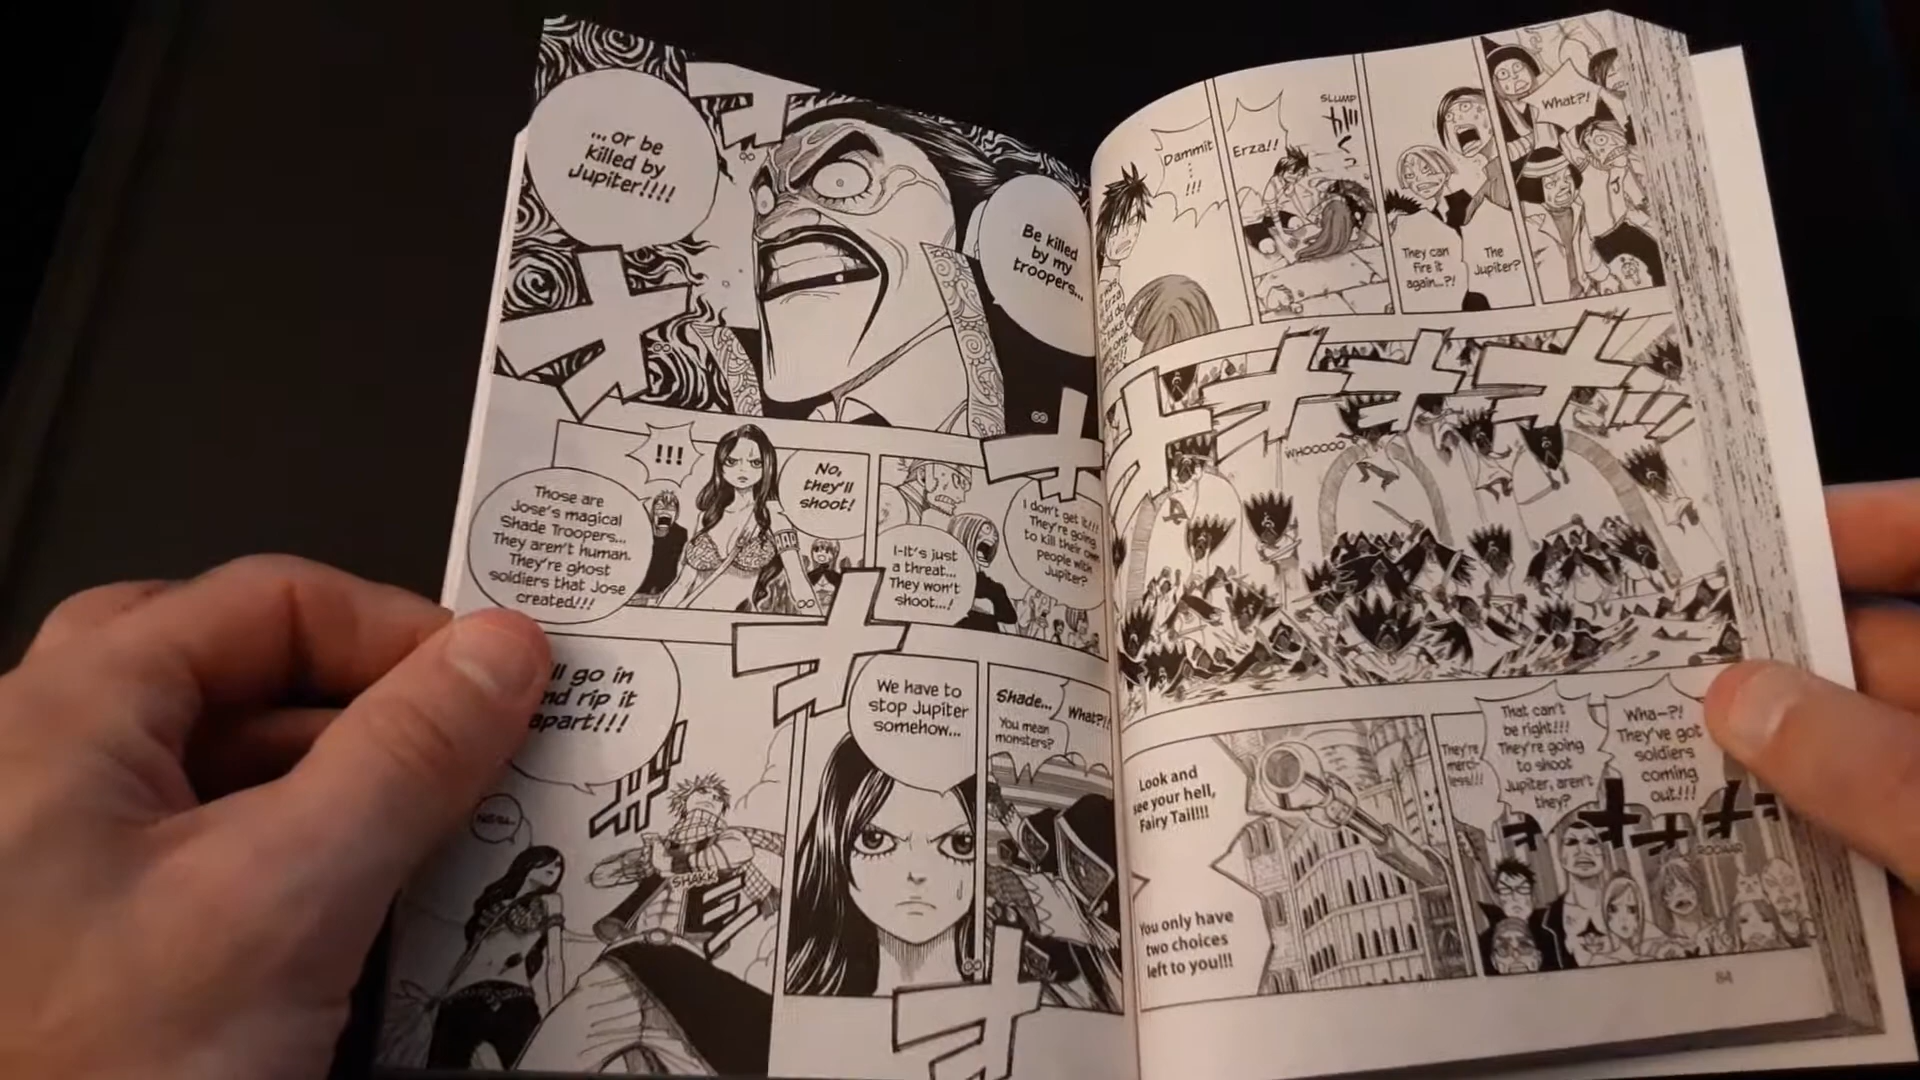 What?!
SLUMP
Erza!!
Dammit
...
!!!
The
Jupiter?
They can
fire it
again...?!
WHOOOOO
Wha—?!
They've got
soldiers
coming
out!!!
That can't
be right!!!
They're going
to shoot
Jupiter, aren't
they?
They're
merci-
less!!!
Look and
see your hell,
Fairy Tail!!!
You only have
two choices
left to you!!!
84
Be killed
by my
troopers...
...or be
killed by
Jupiter!!!!
I don't get it!!!
They're going
to kill their own
people with
Jupiter?
I-It's just
a threat...
They won't
shoot...!
No,
they'll
shoot!
!!!
Those are
Jose's magical
Shade Troopers...
They aren't human.
They're ghost
soldiers that Jose
created!!!
What?!!
Shade...
You mean
monsters?
We have to
stop Jupiter
somehow...
go in
rip it
apart!!!
SHAKK